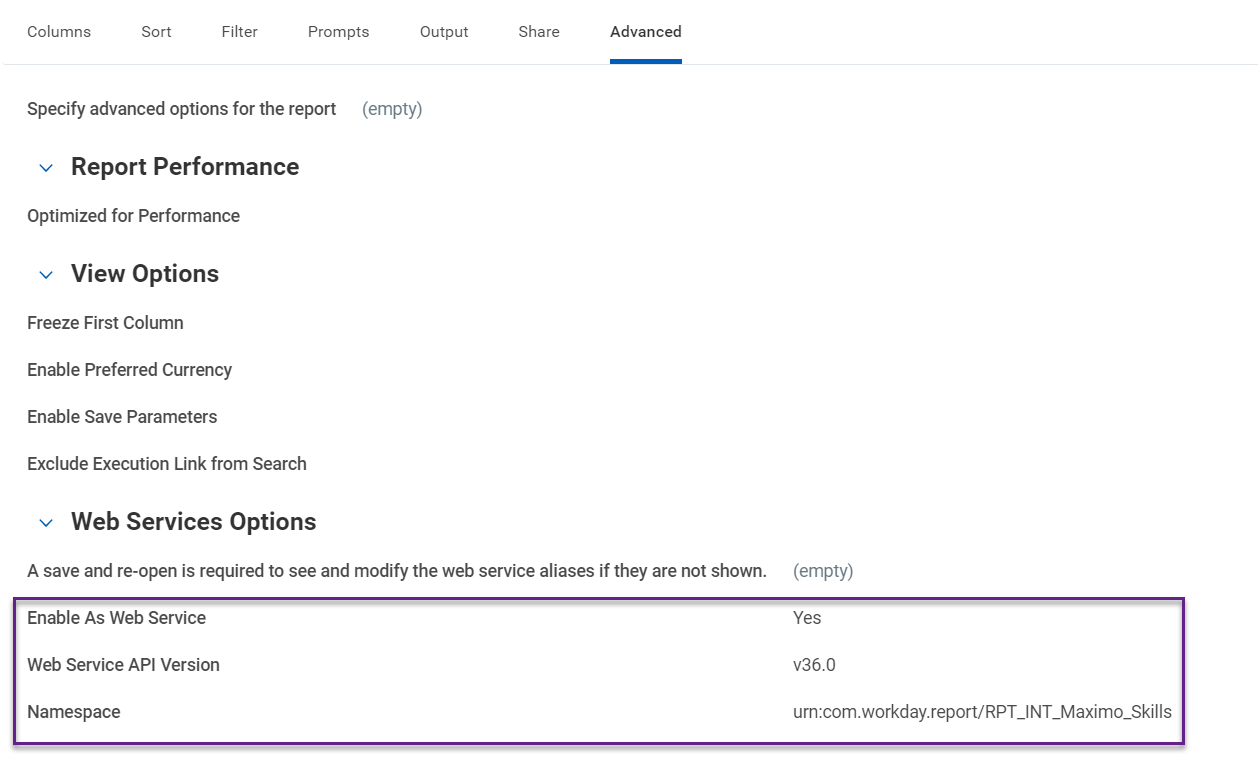 Columns Sort Filter Prompts Output Share Advanced
Specify advanced options for the report (empty)
Report Performance
Optimized for Performance
View Options
Freeze First Column
Enable Preferred Currency
Enable Save Parameters
Exclude Execution Link from Search
Web Services Options
A save and re-open is required to see and modify the web service aliases if they are not shown. (empty)
Enable As Web Service Yes
Web Service API Version v36.0
Namespace urn:com.workday.report/RPT_INT_Maximo_Skills